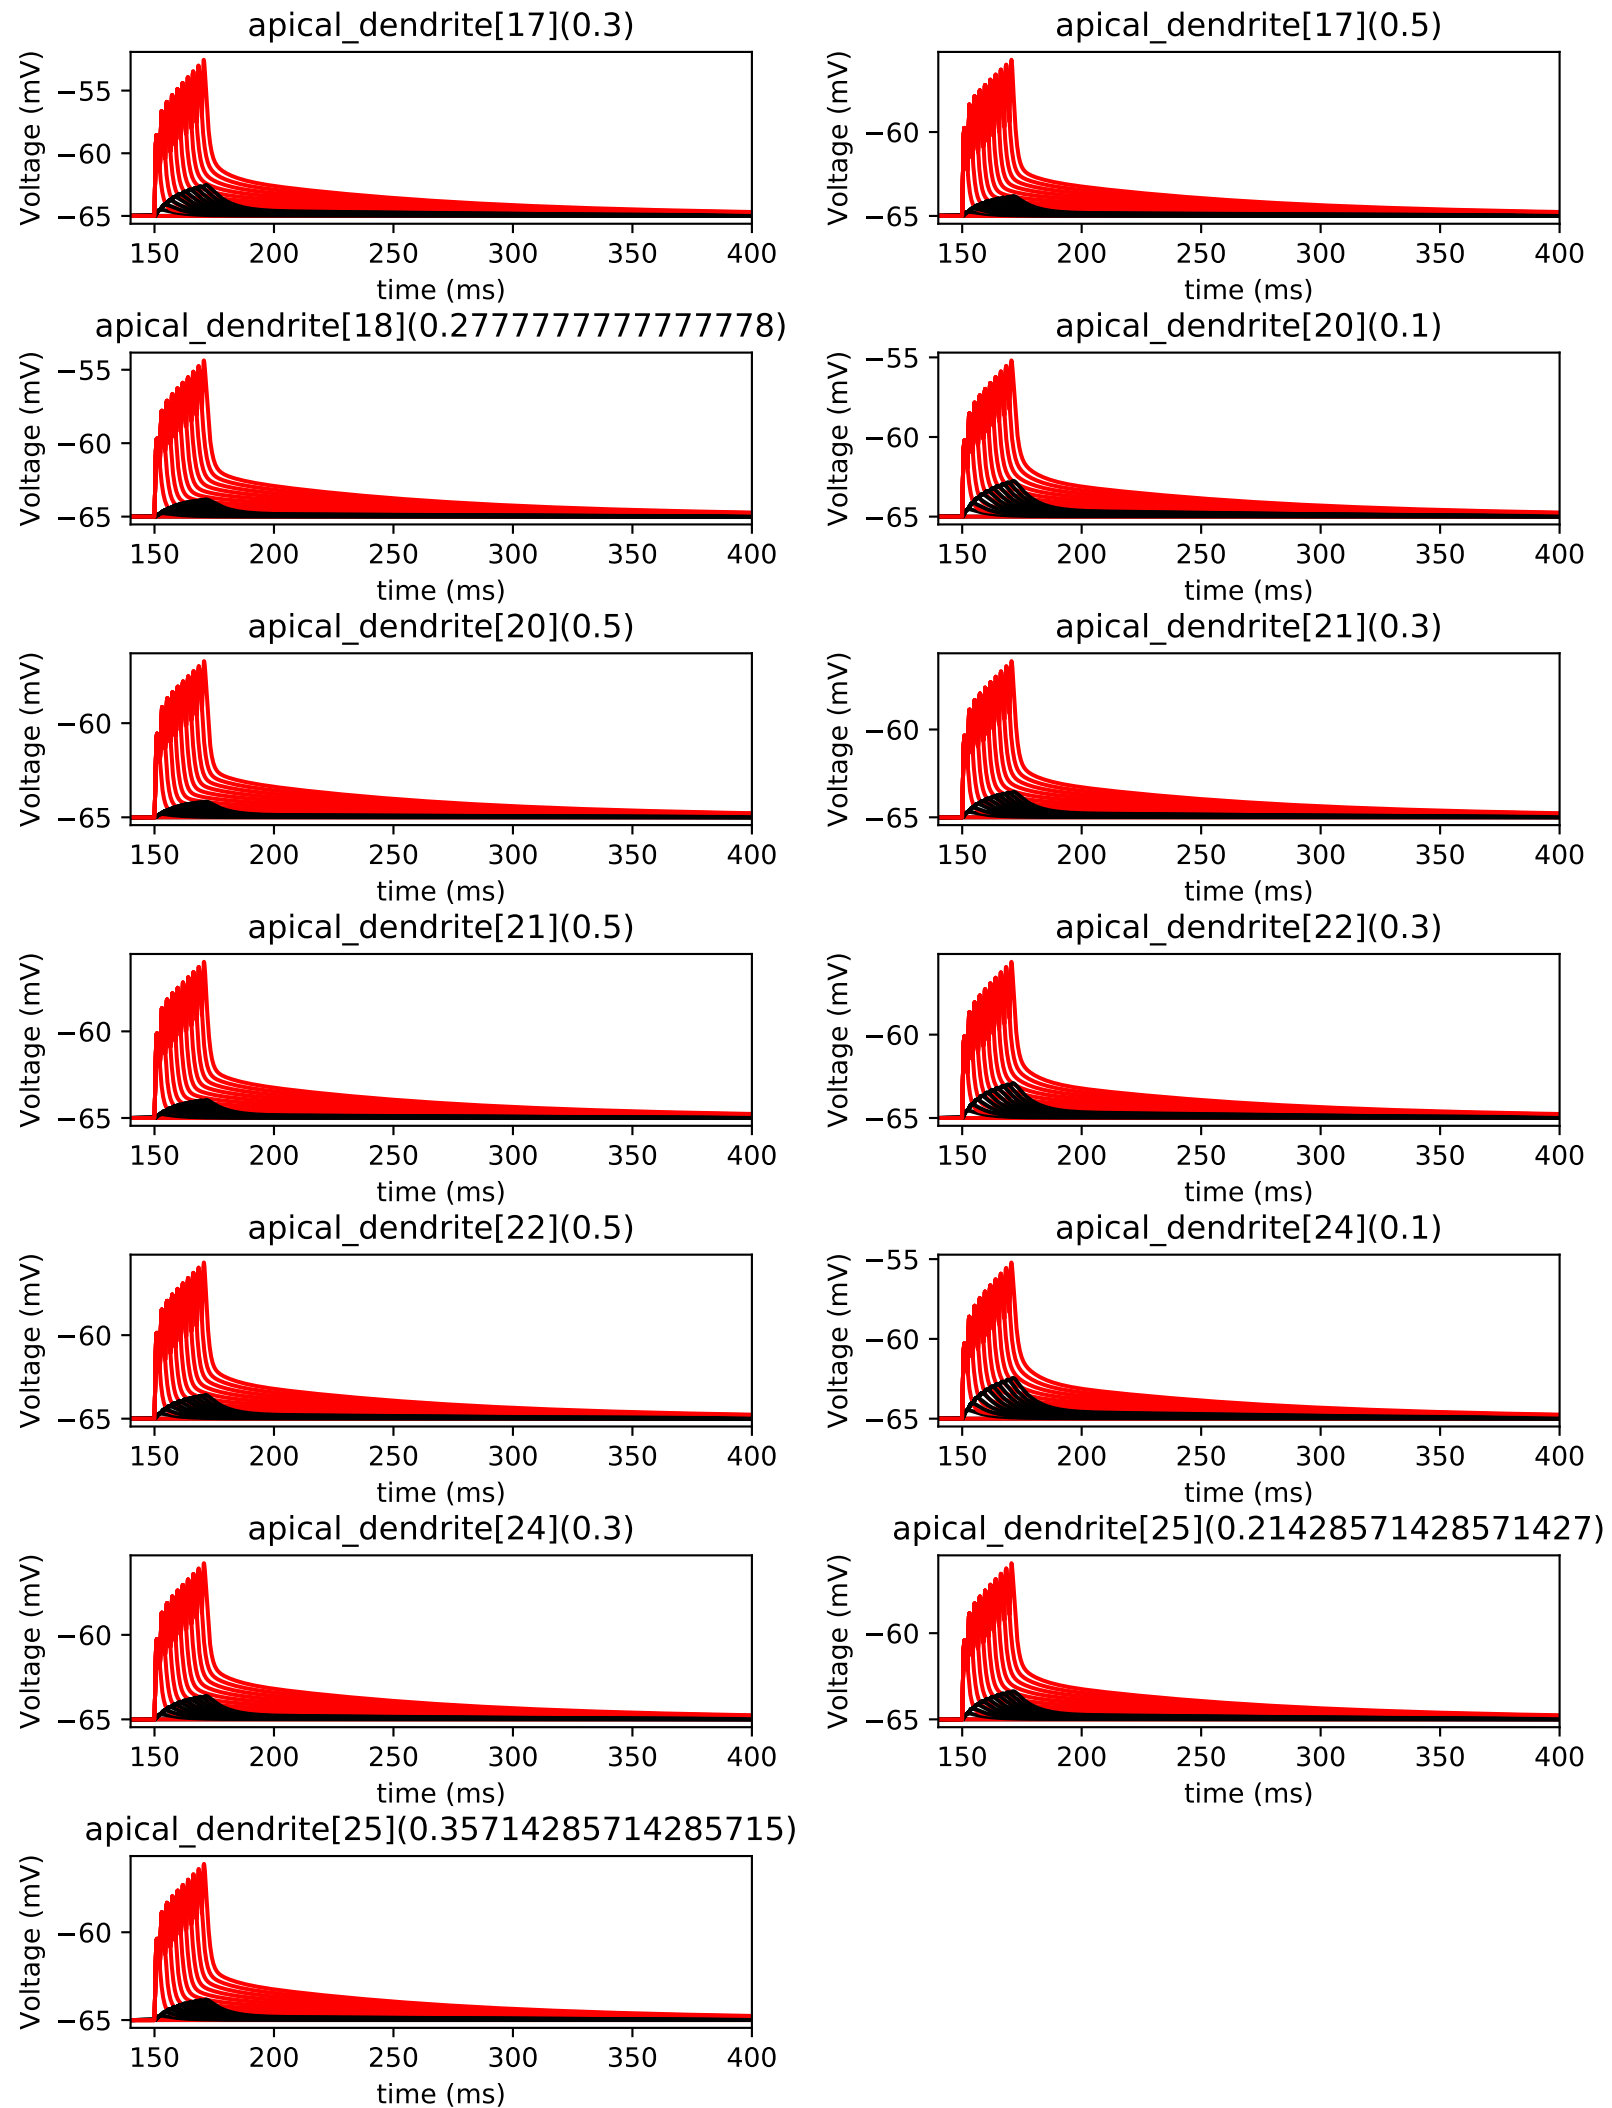 apical_dendrite[17](0.3)
Voltage (mV)
−55
−60
−65
150 200 250 300 350 400
time (ms)
apical_dendrite[17](0.5)
Voltage (mV)
−60
−65
150 200 250 300 350 400
time (ms)
apical_dendrite[18](0.2777777777777778)
Voltage (mV)
−55
−60
−65
150 200 250 300 350 400
time (ms)
apical_dendrite[20](0.1)
Voltage (mV)
−55
−60
−65
150 200 250 300 350 400
time (ms)
apical_dendrite[20](0.5)
Voltage (mV)
−60
−65
150 200 250 300 350 400
time (ms)
apical_dendrite[21](0.3)
Voltage (mV)
−60
−65
150 200 250 300 350 400
time (ms)
apical_dendrite[21](0.5)
Voltage (mV)
−60
−65
150 200 250 300 350 400
time (ms)
apical_dendrite[22](0.3)
Voltage (mV)
−60
−65
150 200 250 300 350 400
time (ms)
apical_dendrite[22](0.5)
Voltage (mV)
−60
−65
150 200 250 300 350 400
time (ms)
apical_dendrite[24](0.1)
Voltage (mV)
−55
−60
−65
150 200 250 300 350 400
time (ms)
apical_dendrite[24](0.3)
Voltage (mV)
−60
−65
150 200 250 300 350 400
time (ms)
apical_dendrite[25](0.21428571428571427)
Voltage (mV)
−60
−65
150 200 250 300 350 400
time (ms)
apical_dendrite[25](0.35714285714285715)
Voltage (mV)
−60
−65
150 200 250 300 350 400
time (ms)